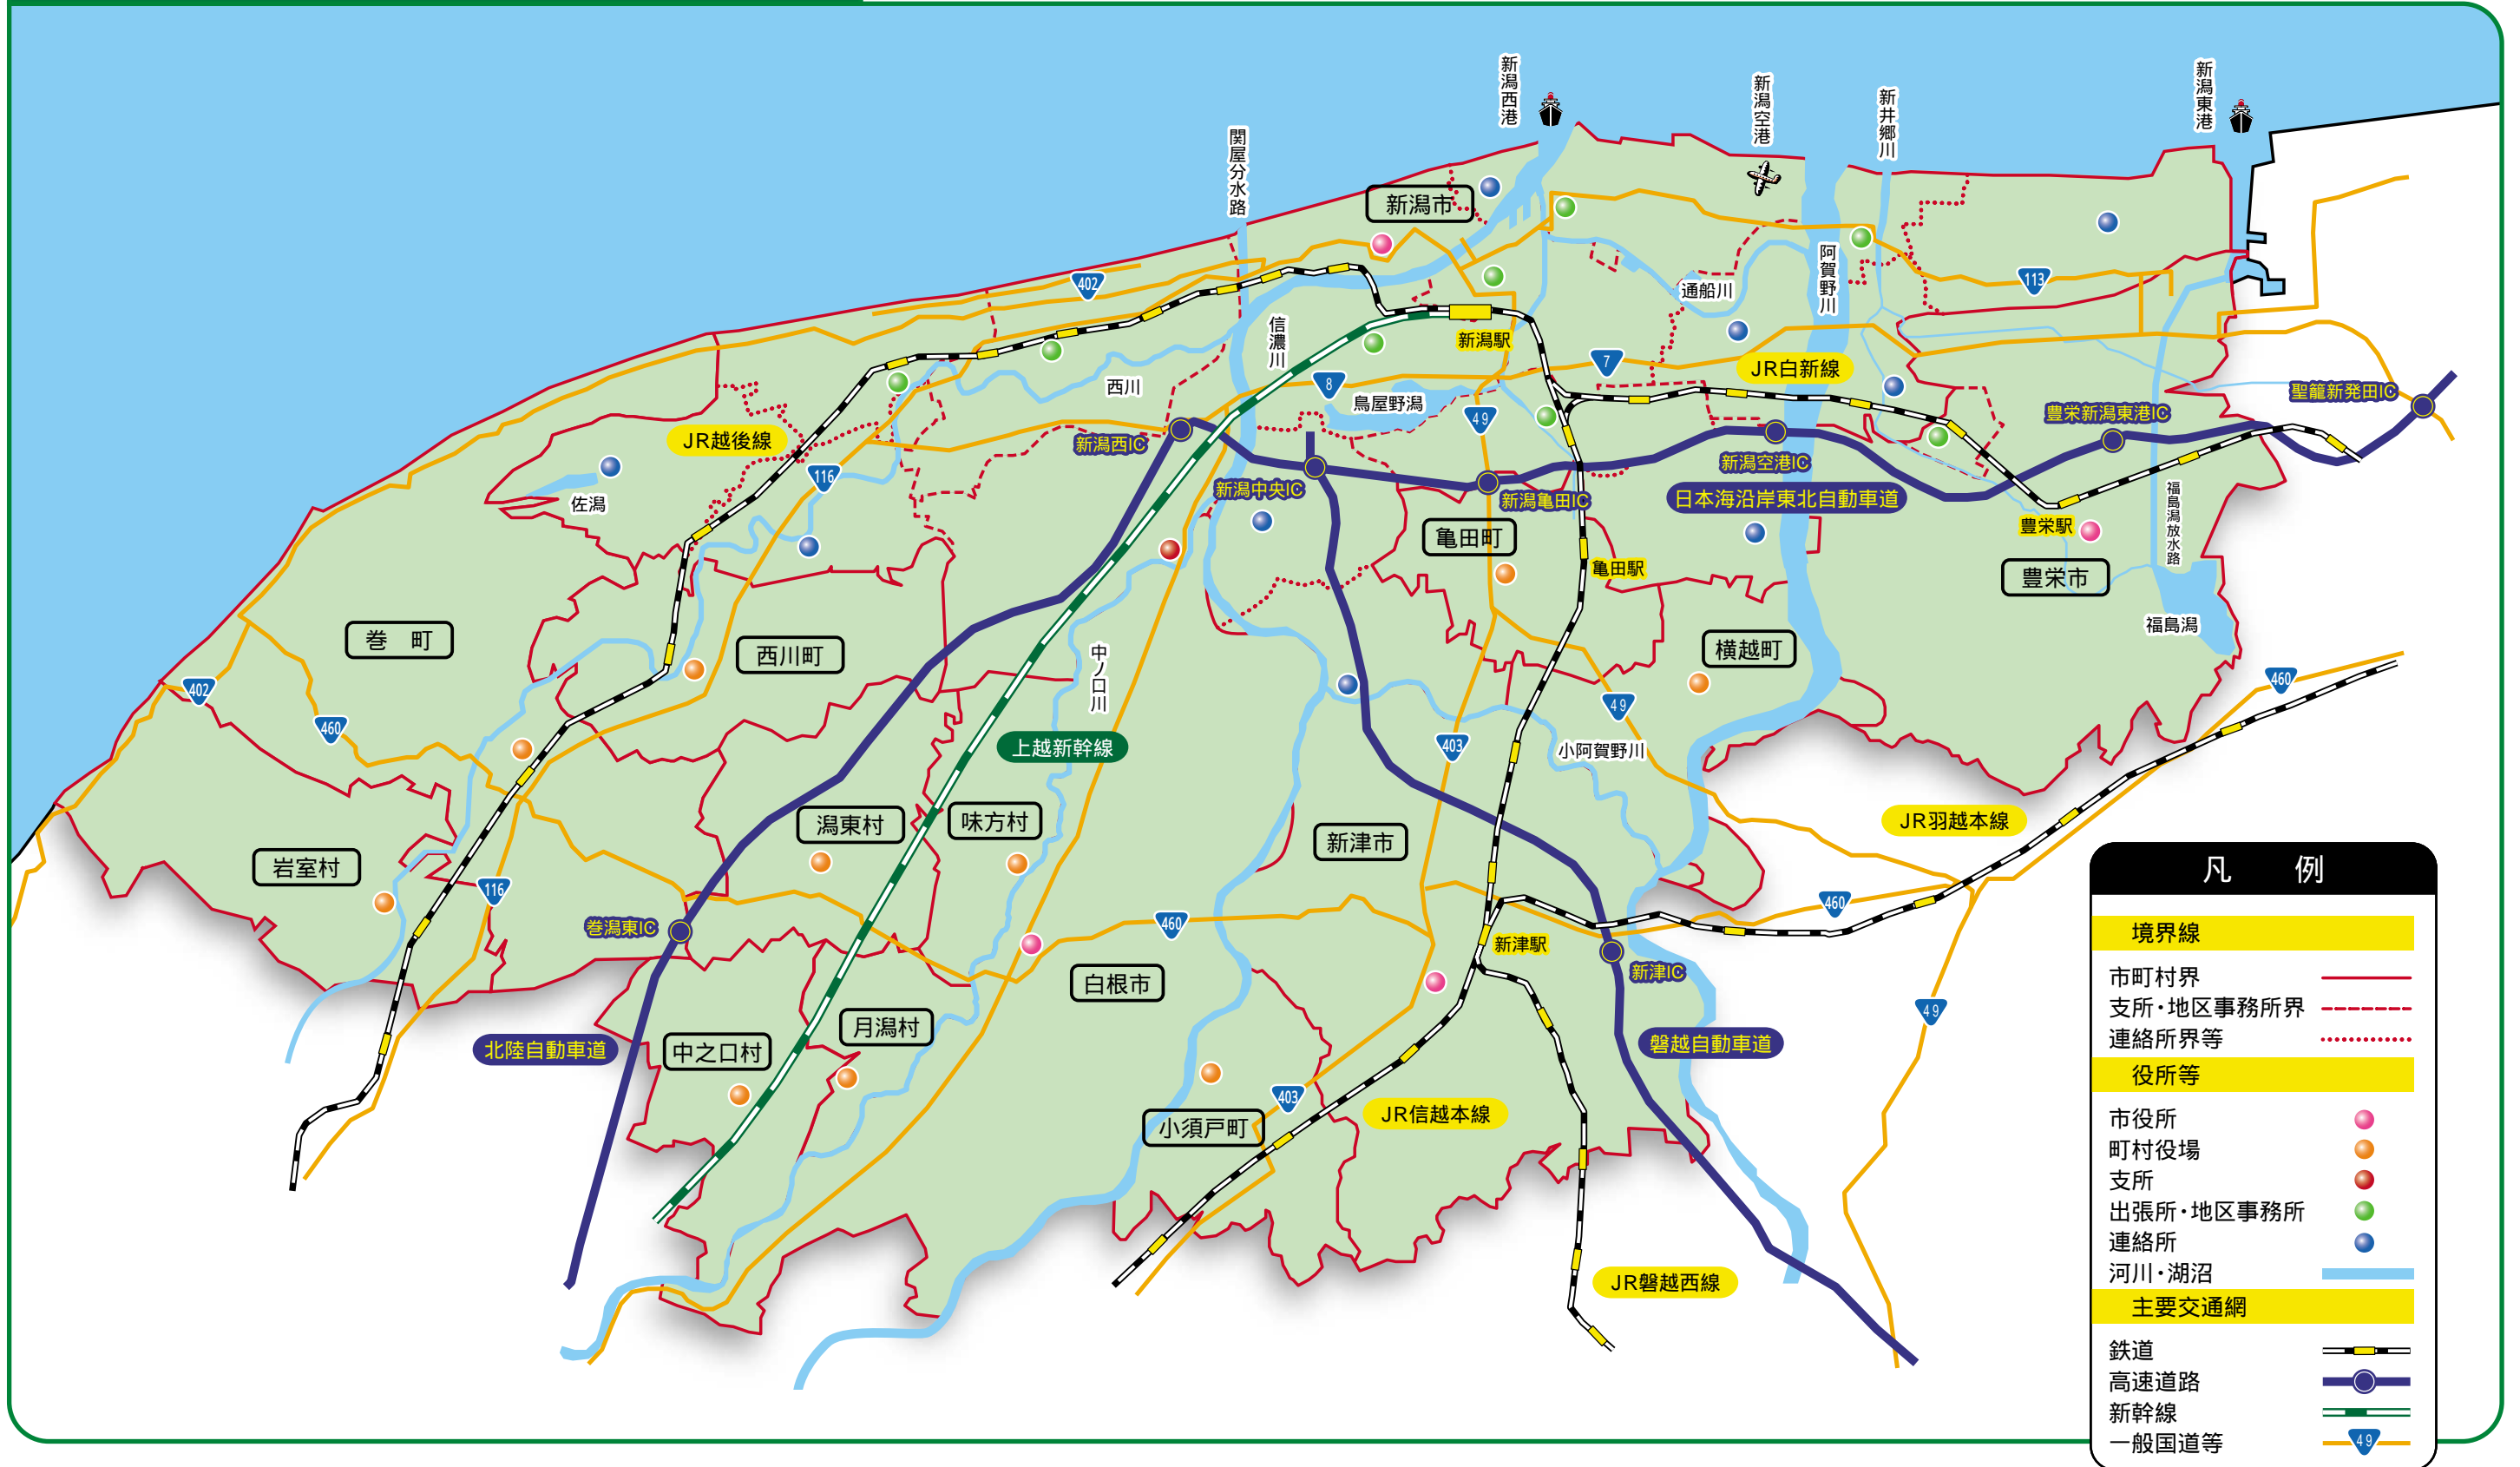 新潟西港
新潟空港
新井郷川
新潟東港
関屋分水路
新潟市
阿賀野川
402
113
通船川
信濃川
新潟駅
7
JR白新線
西川
8
鳥屋野潟
49
聖籠新発田IC
豊栄新潟東港IC
JR越後線
新潟西IC
116
新潟中央IC
新潟亀田IC
新潟空港IC
日本海沿岸東北自動車道
佐潟
亀田町
豊栄駅
福島潟放水路
亀田駅
豊栄市
福島潟
巻 町
西川町
中ノ口川
横越町
402
460
460
49
403
上越新幹線
小阿賀野川
潟東村
味方村
新津市
JR羽越本線
岩室村
116
巻潟東IC
460
460
新津駅
新津IC
白根市
49
北陸自動車道
中之口村
月潟村
磐越自動車道
403
小須戸町
JR信越本線
JR磐越西線
凡 例
境界線
市町村界
支所・地区事務所界
連絡所界等
役所等
市役所
町村役場
支所
出張所・地区事務所
連絡所
河川・湖沼
主要交通網
鉄道
高速道路
新幹線
一般国道等
49